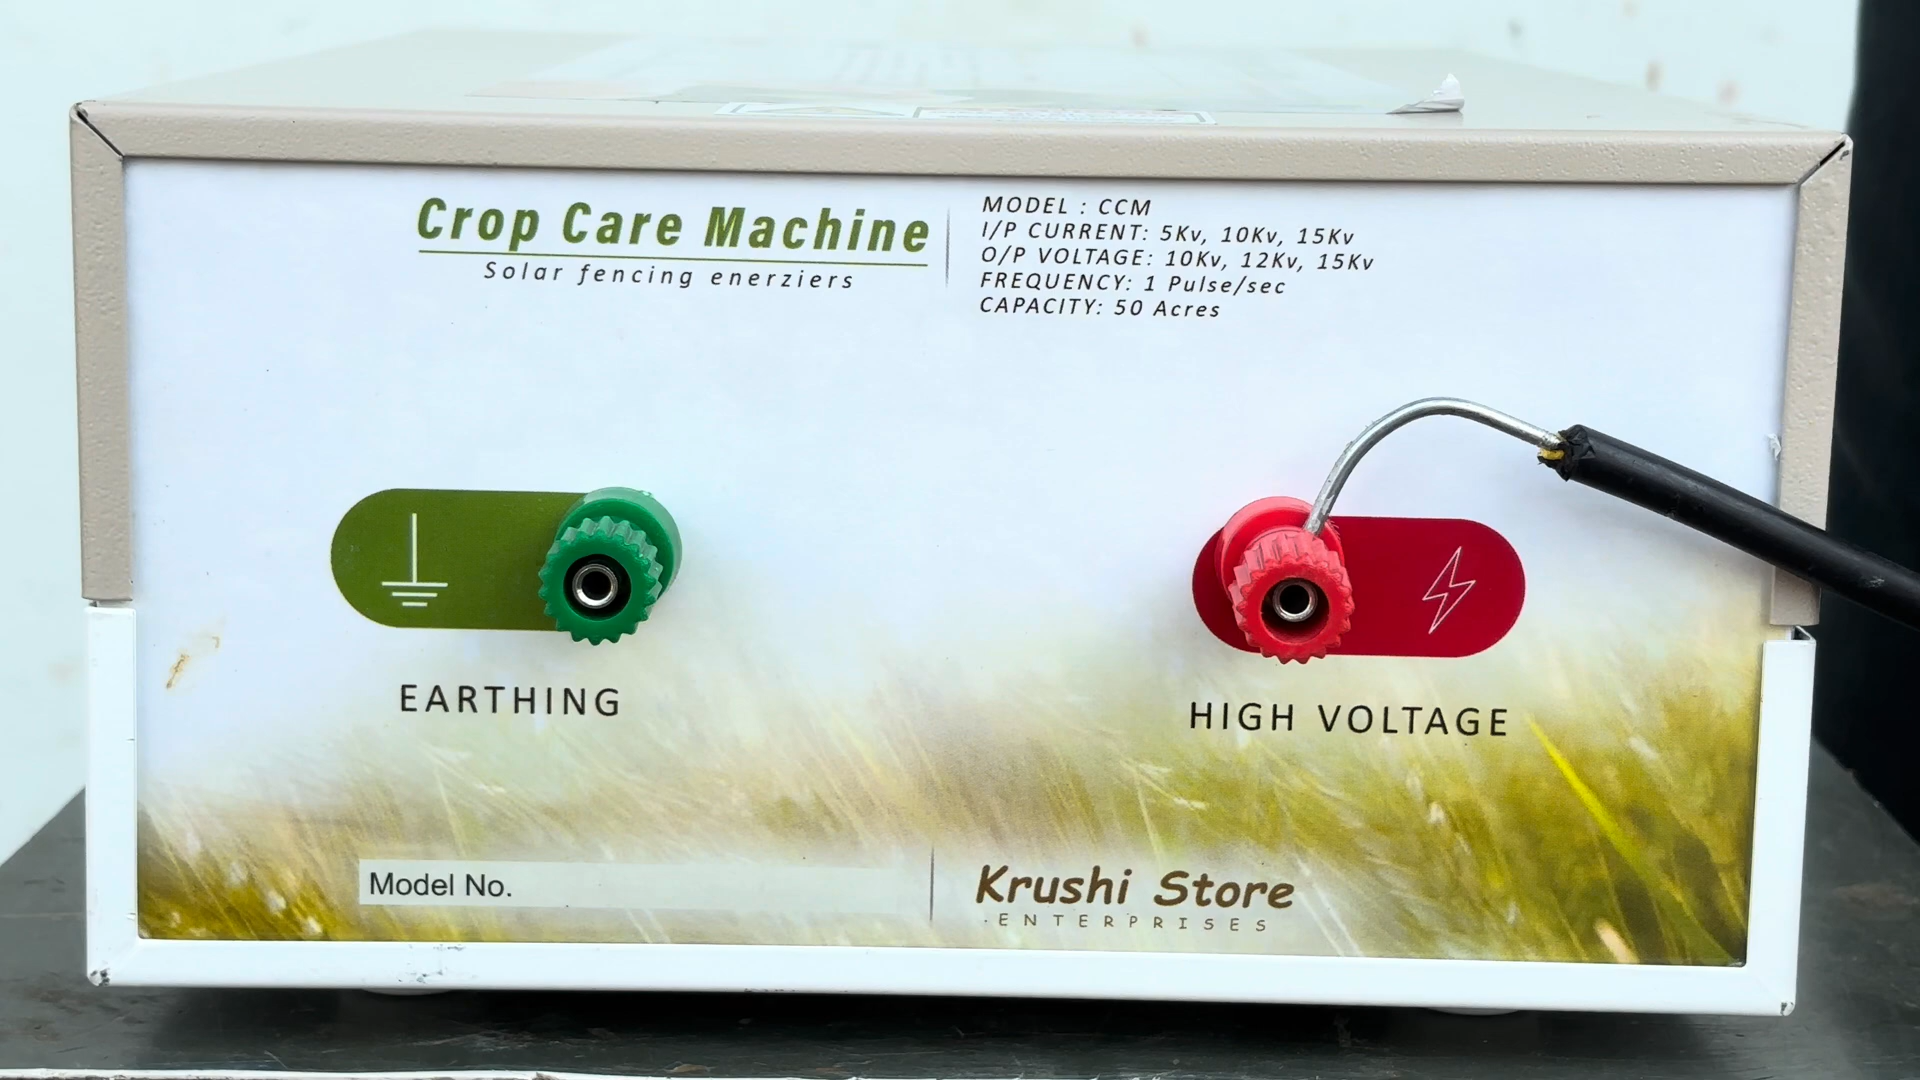 Crop Care Machine
Solar fencing enerziers
MODEL : CCM
I/P CURRENT: 5Kv, 10Kv, 15Kv
O/P VOLTAGE: 10Kv, 12Kv, 15Kv
FREQUENCY: 1 Pulse/sec
CAPACITY: 50 Acres
EARTHING
HIGH VOLTAGE
Model No.
Krushi Store
ENTERPRISES